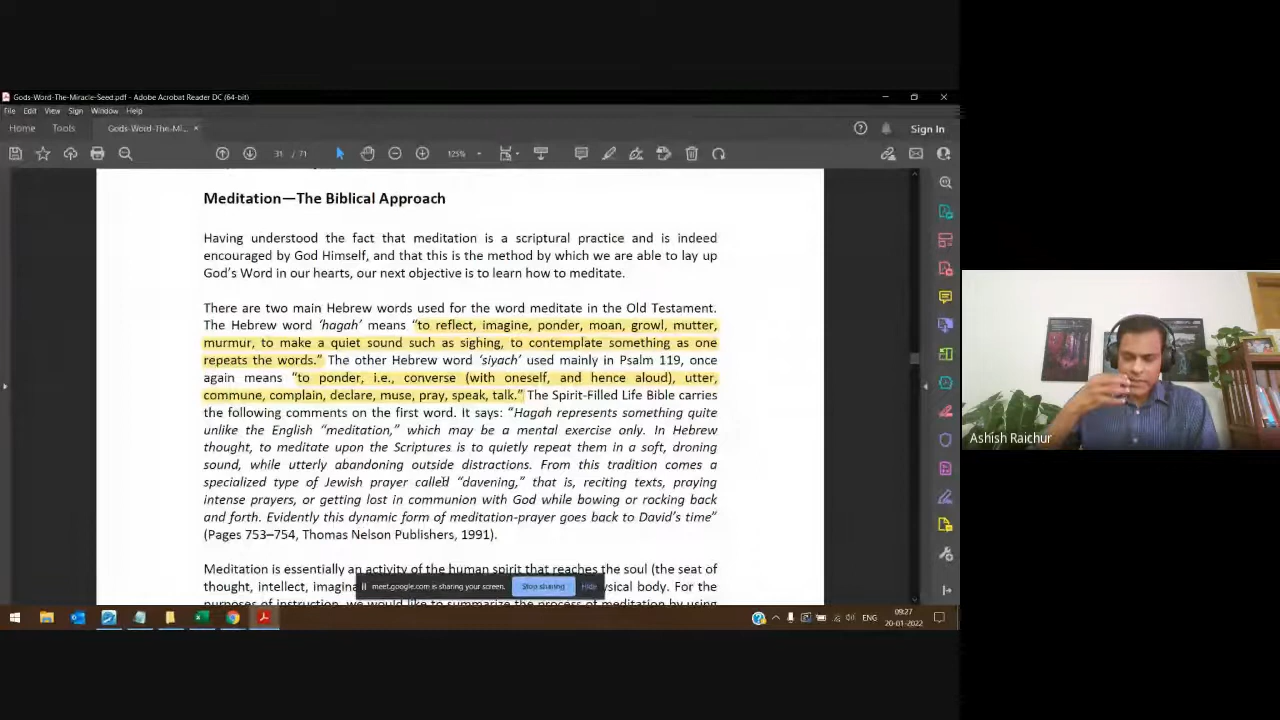 Gods-Word-The-Miracle-Seed.pdf - Adobe Acrobat Reader DC (64-bit)
File Edit View Sign Window Help
Home Tools Gods-Word-The-Mi... × Sign In
31 / 71 125%
Meditation—The Biblical Approach
Having understood the fact that meditation is a scriptural practice and is indeed
encouraged by God Himself, and that this is the method by which we are able to lay up
God's Word in our hearts, our next objective is to learn how to meditate.
There are two main Hebrew words used for the word meditate in the Old Testament.
The Hebrew word 'hagah' means "to reflect, imagine, ponder, moan, growl, mutter,
murmur, to make a quiet sound such as sighing, to contemplate something as one
repeats the words." The other Hebrew word 'siyach' used mainly in Psalm 119, once
again means "to ponder, i.e., converse (with oneself, and hence aloud), utter,
commune, complain, declare, muse, pray, speak, talk." The Spirit-Filled Life Bible carries
the following comments on the first word. It says: "Hagah represents something quite
unlike the English "meditation," which may be a mental exercise only. In Hebrew
thought, to meditate upon the Scriptures is to quietly repeat them in a soft, droning
sound, while utterly abandoning outside distractions. From this tradition comes a
specialized type of Jewish prayer called "davening," that is, reciting texts, praying
intense prayers, or getting lost in communion with God while bowing or rocking back
and forth. Evidently this dynamic form of meditation-prayer goes back to David's time"
(Pages 753–754, Thomas Nelson Publishers, 1991).
Meditation is essentially an activity of the human spirit that reaches the soul (the seat of
thought, intellect, body. For the
meet.google.com is sharing your screen. Stop sharing Hide
purposes of instruction, we would like to summarize the process of meditation by using
Ashish Raichur
ENG 09:27
20-01-2022